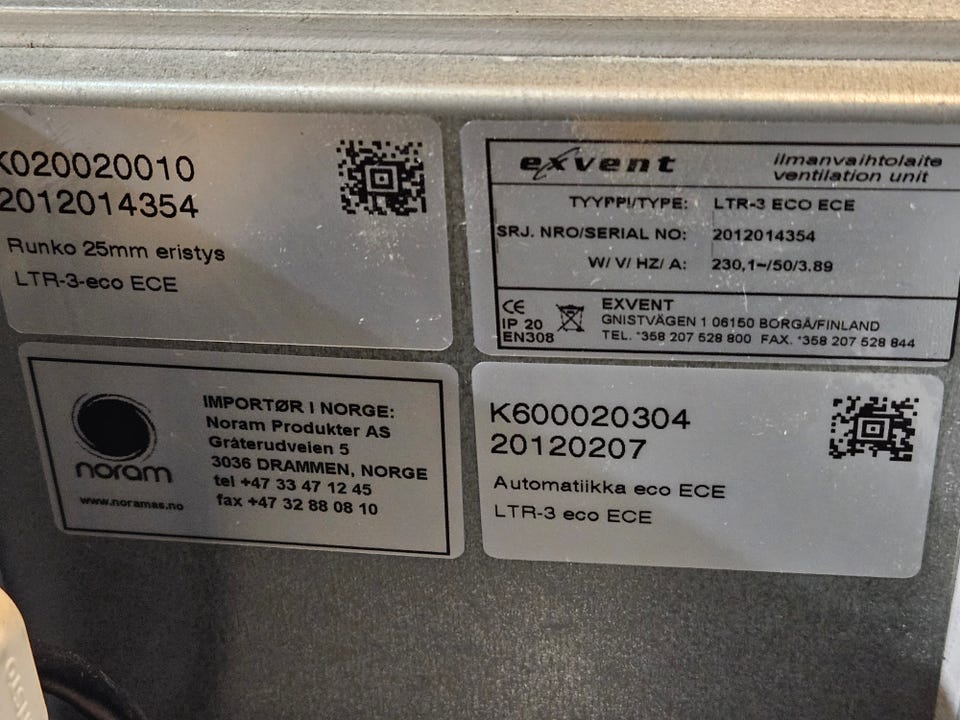 K020020010
2012014354
Runko 25mm eristys
LTR-3-eco ECE
exvent
ilmanvaihtolaite
ventilation unit
TYYPPI/TYPE: LTR-3 ECO ECE
SRJ. NRO/SERIAL NO: 2012014354
W/ V/ HZ/ A: 230,1~/50/3.89
CE
IP 20
EN308
EXVENT
GNISTVÄGEN 1 06150 BORGÅ/FINLAND
TEL. *358 207 528 800 FAX. *358 207 528 844
noram
www.noramas.no
IMPORTØR I NORGE:
Noram Produkter AS
Gråterudveien 5
3036 DRAMMEN, NORGE
tel +47 33 47 12 45
fax +47 32 88 08 10
K600020304
20120207
Automatiikka eco ECE
LTR-3 eco ECE